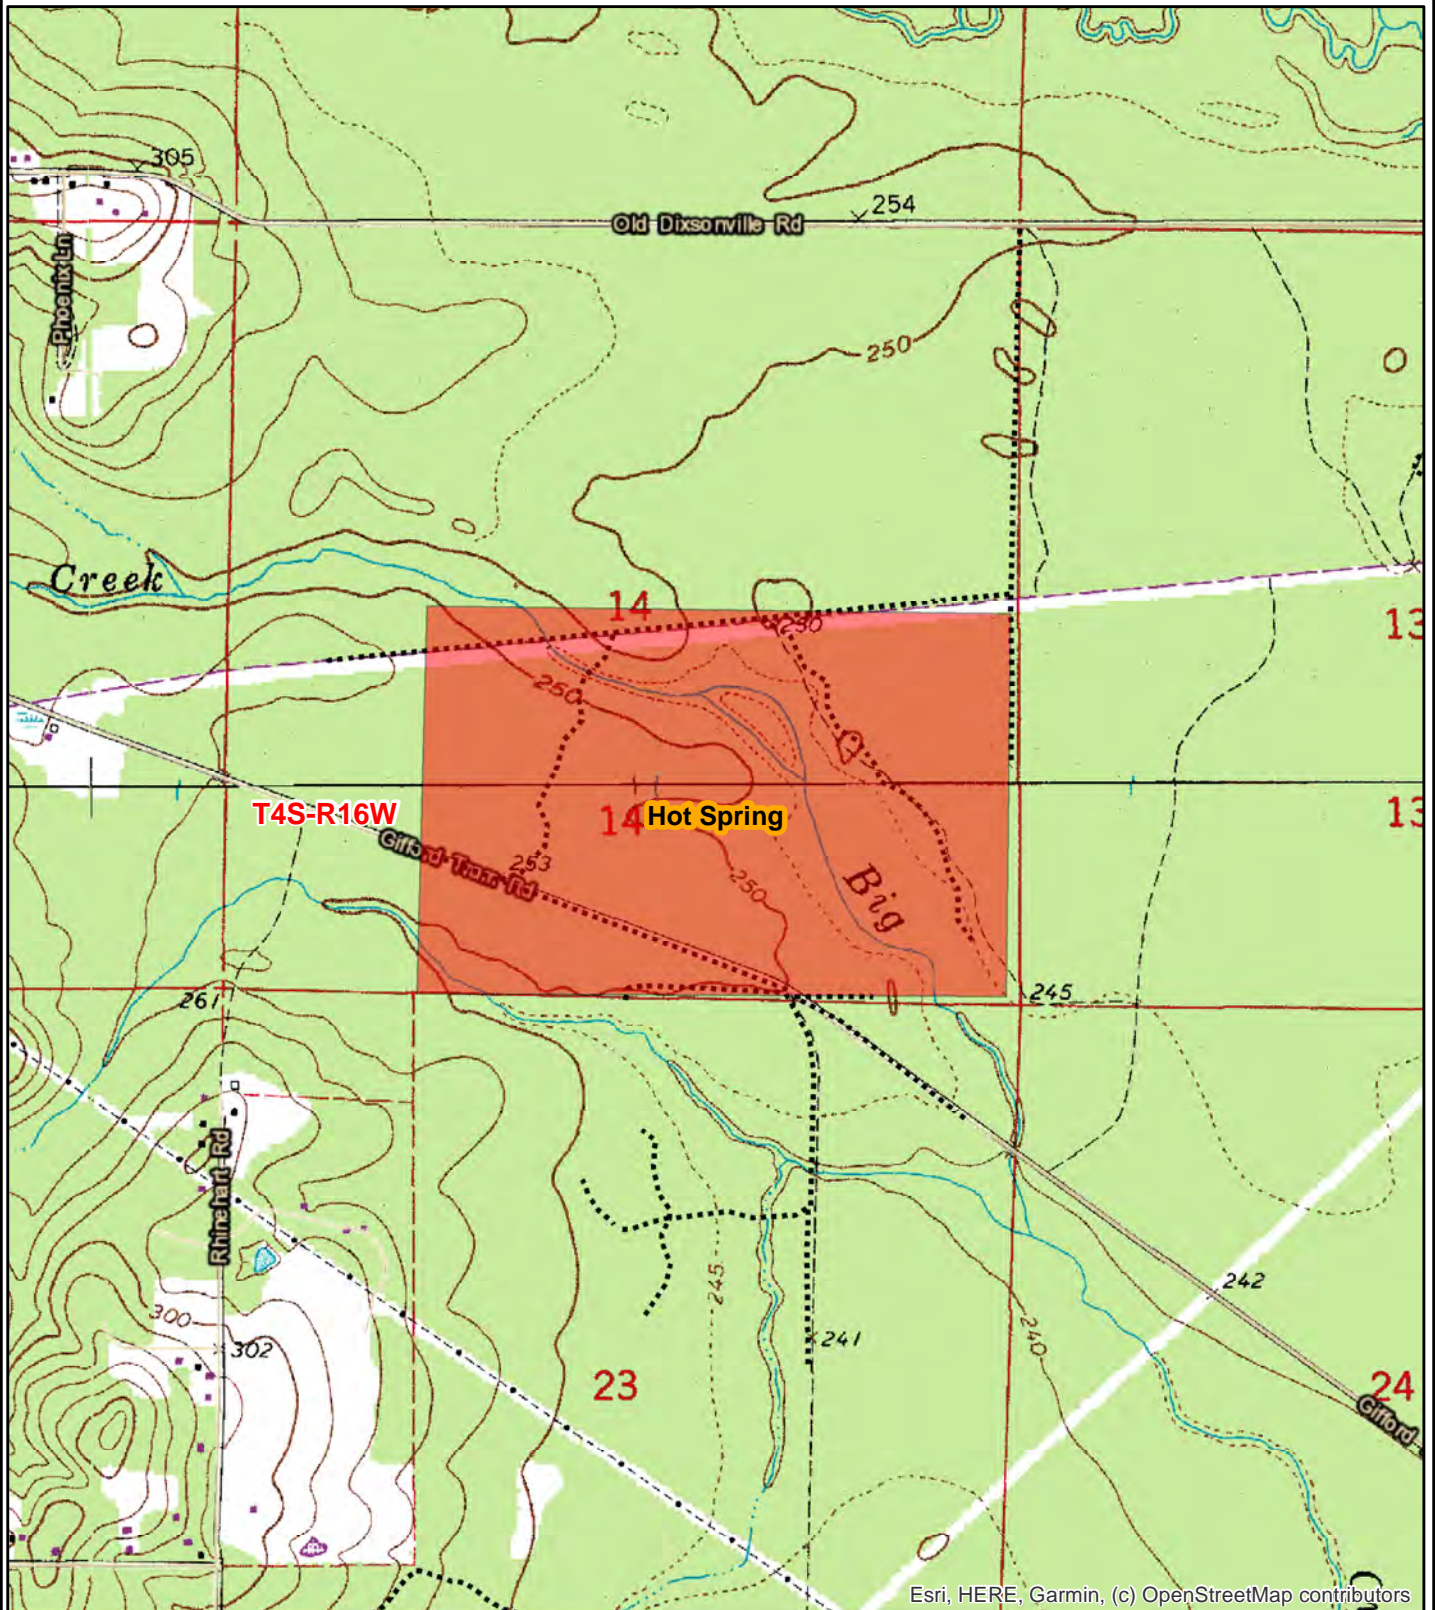 305
254
Old Dixsonville Rd
Phoenix Ln
250
Creek
14
13
250
250
T4S-R16W
14
Hot Spring
13
Gifford Tram Rd
253
250
Big
261
245
Rhinehart Rd
245
242
300
302
241
240
23
24
Gifford
Esri, HERE, Garmin, (c) OpenStreetMap contributors